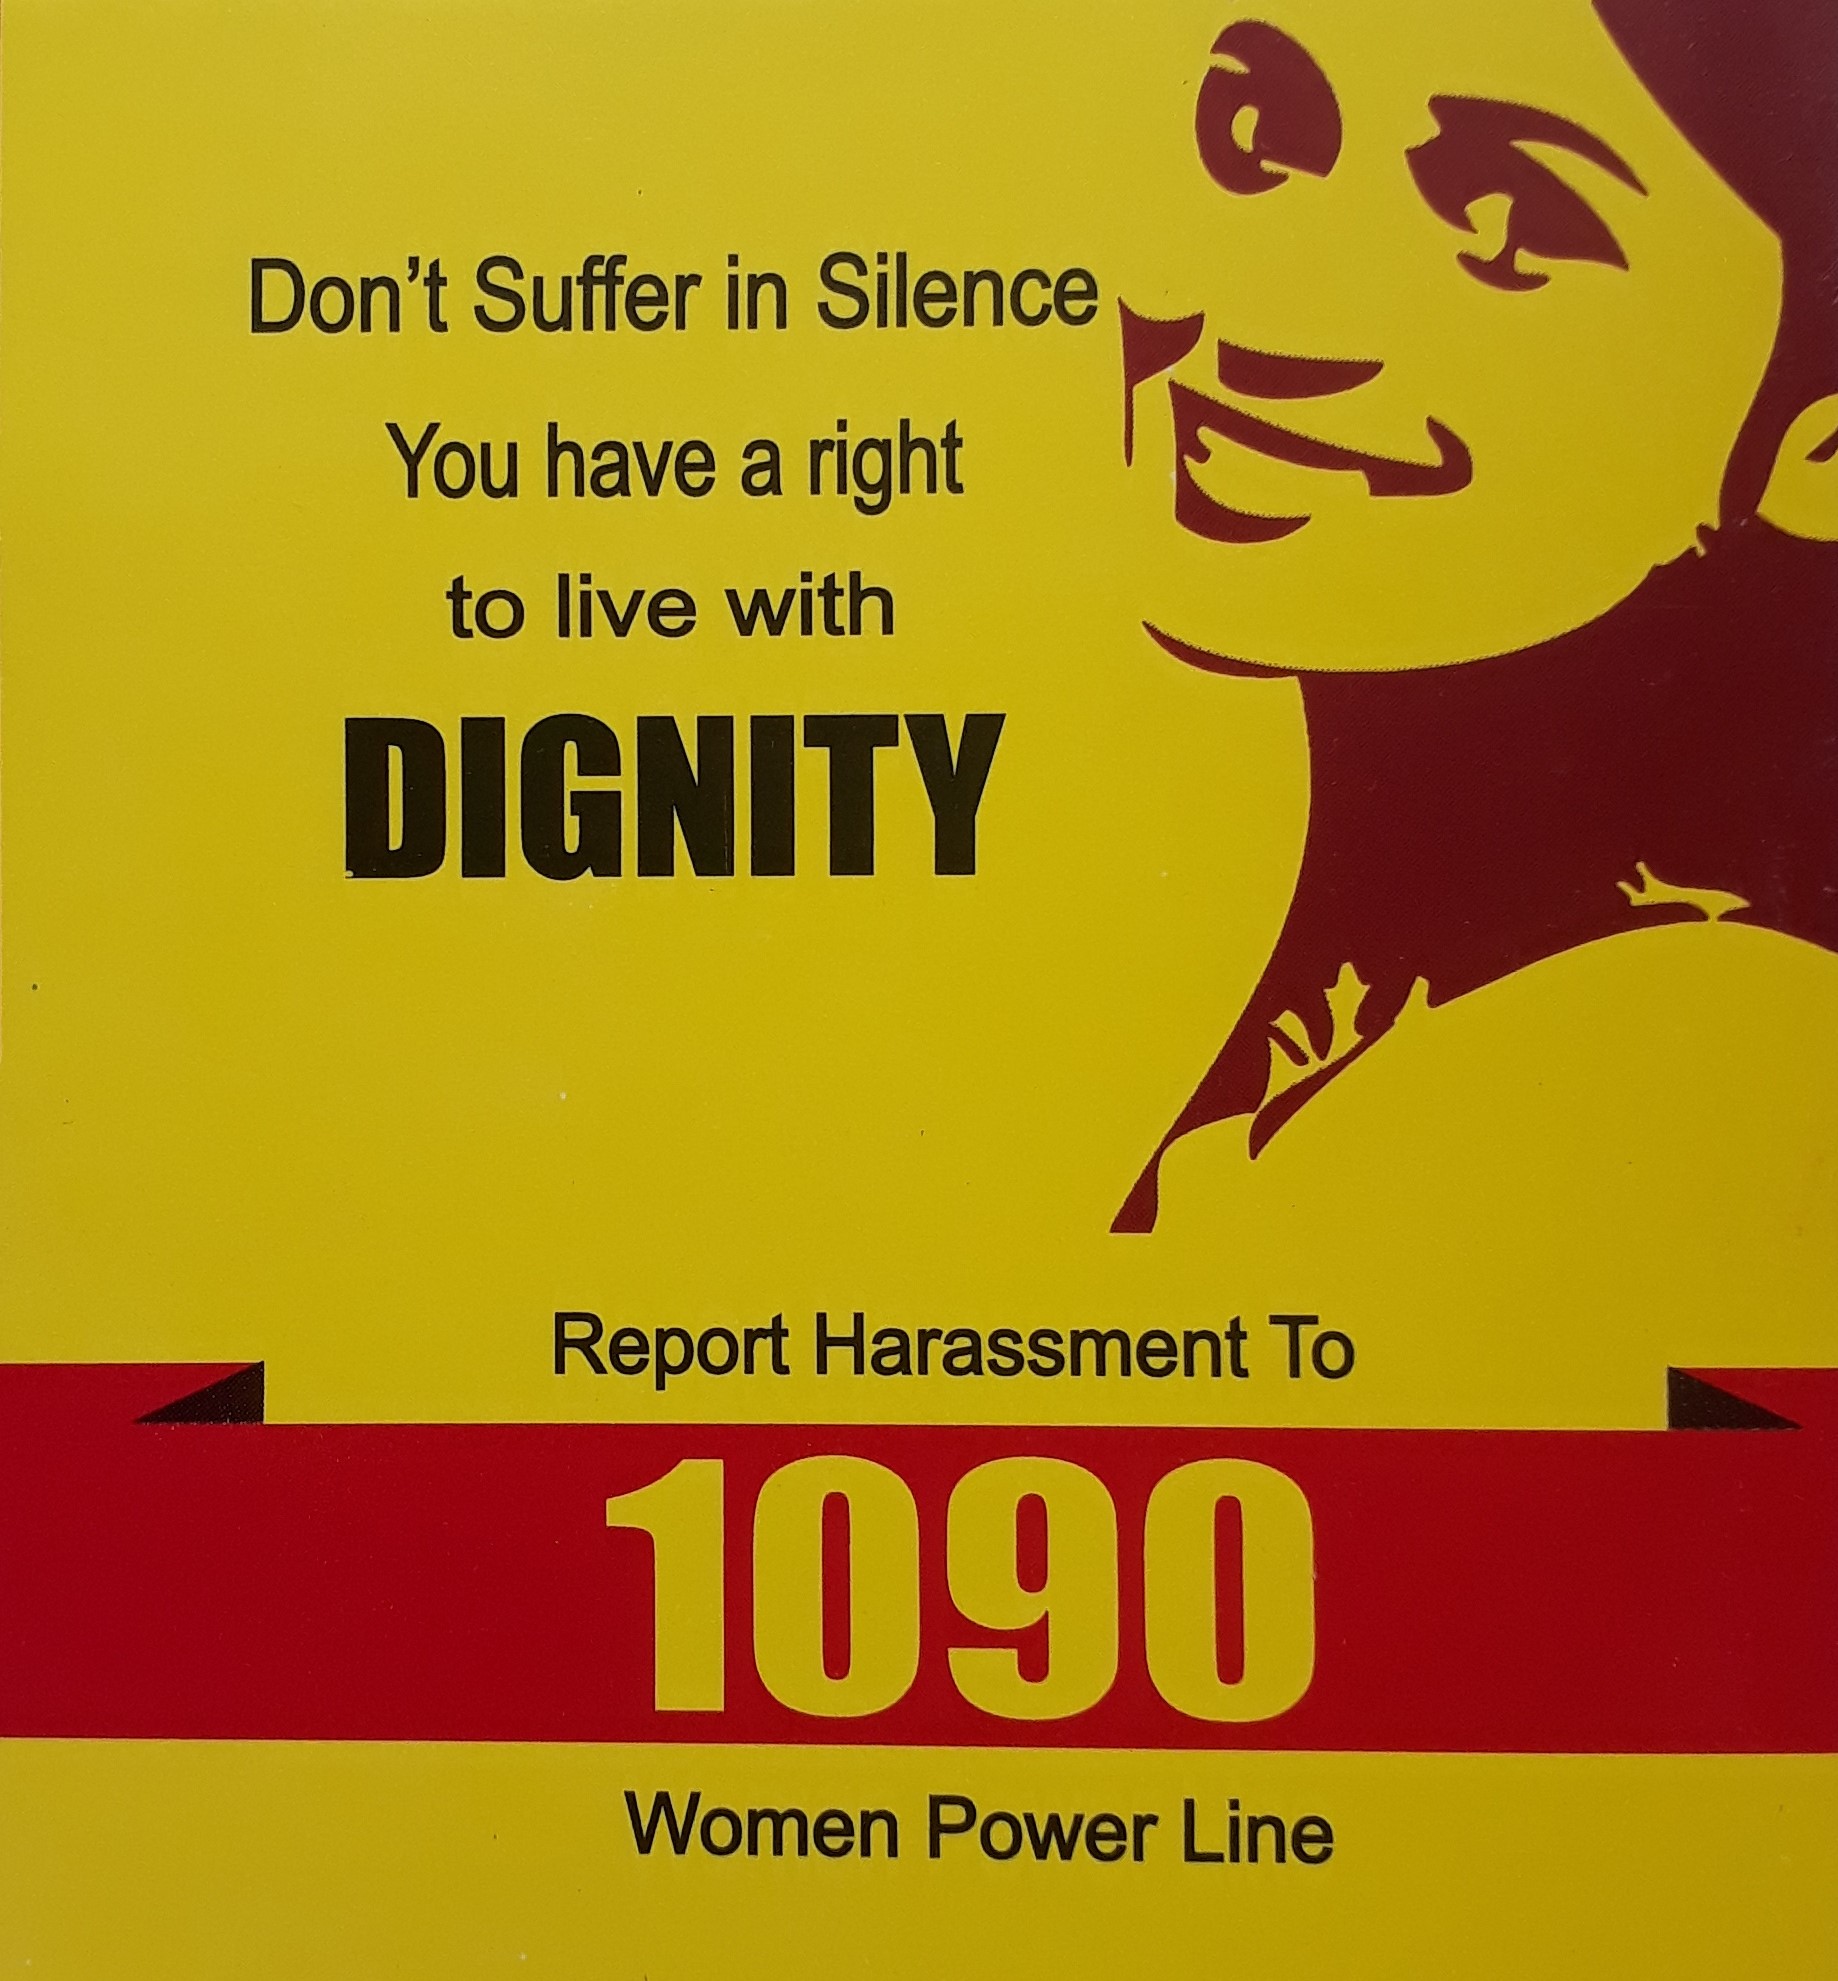 Don't Suffer in Silence
You have a right
to live with
DIGNITY
Report Harassment To
1090
Women Power Line